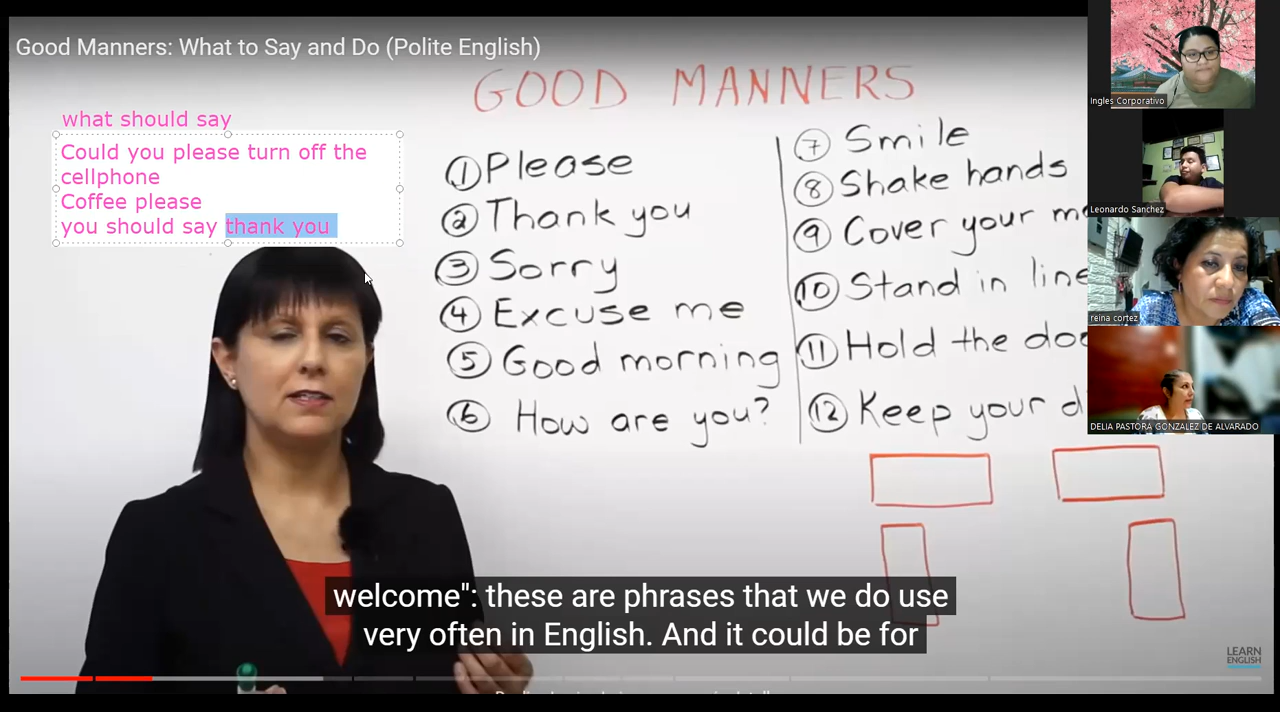 Good Manners: What to Say and Do (Polite English)
GOOD MANNERS
what should say
Could you please turn off the
cellphone
Coffee please
you should say thank you
1 Please
2 Thank you
3 Sorry
4 Excuse me
5 Good morning
6 How are you?
7 Smile
8 Shake hands
9 Cover your
10 Stand in line
11 Hold the
12 Keep your
welcome": these are phrases that we do use
very often in English. And it could be for
LEARN
ENGLISH
Ingles Corporativo
Leonardo Sanchez
reina cortez
DELIA PASTORA GONZALEZ DE ALVARADO